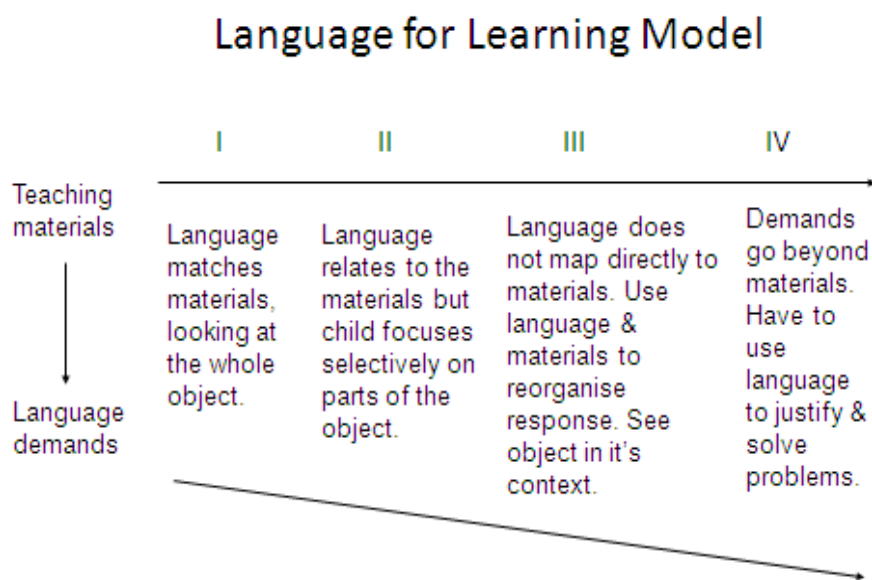 Language for Learning Model
I
II
III
IV
Teaching
materials
Language
demands
Language
matches
materials,
looking at
the whole
object.
Language
relates to the
materials but
child focuses
selectively on
parts of the
object.
Language does
not map directly to
materials. Use
language &
materials to
reorganise
response. See
object in it's
context.
Demands
go beyond
materials.
Have to
use
language
to justify &
solve
problems.